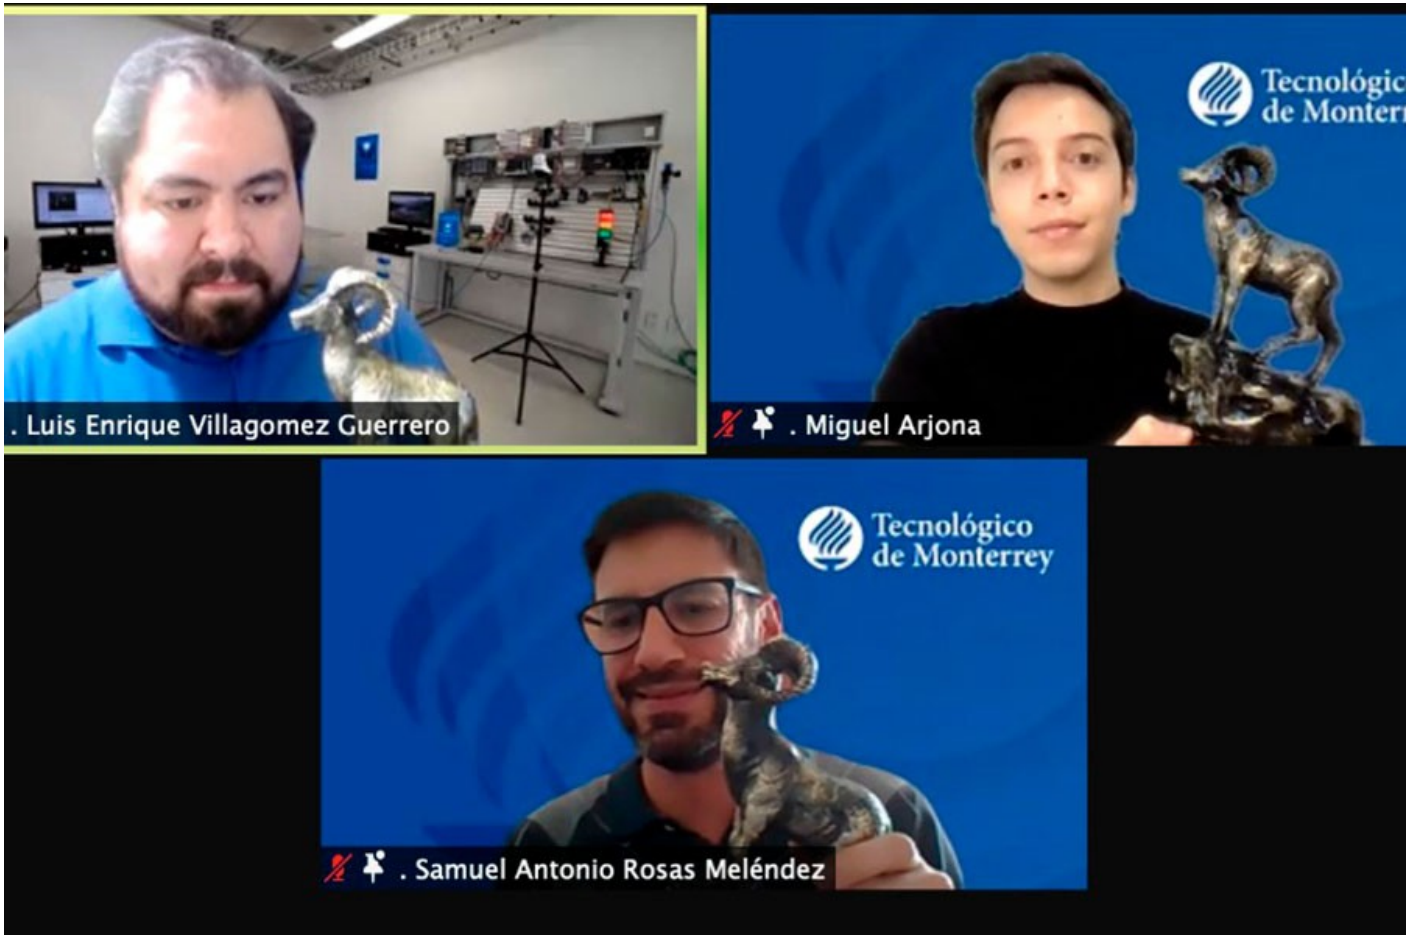 Tecnológic
de Monterr
. Luis Enrique Villagomez Guerrero
. Miguel Arjona
Tecnológico
de Monterrey
. Samuel Antonio Rosas Meléndez